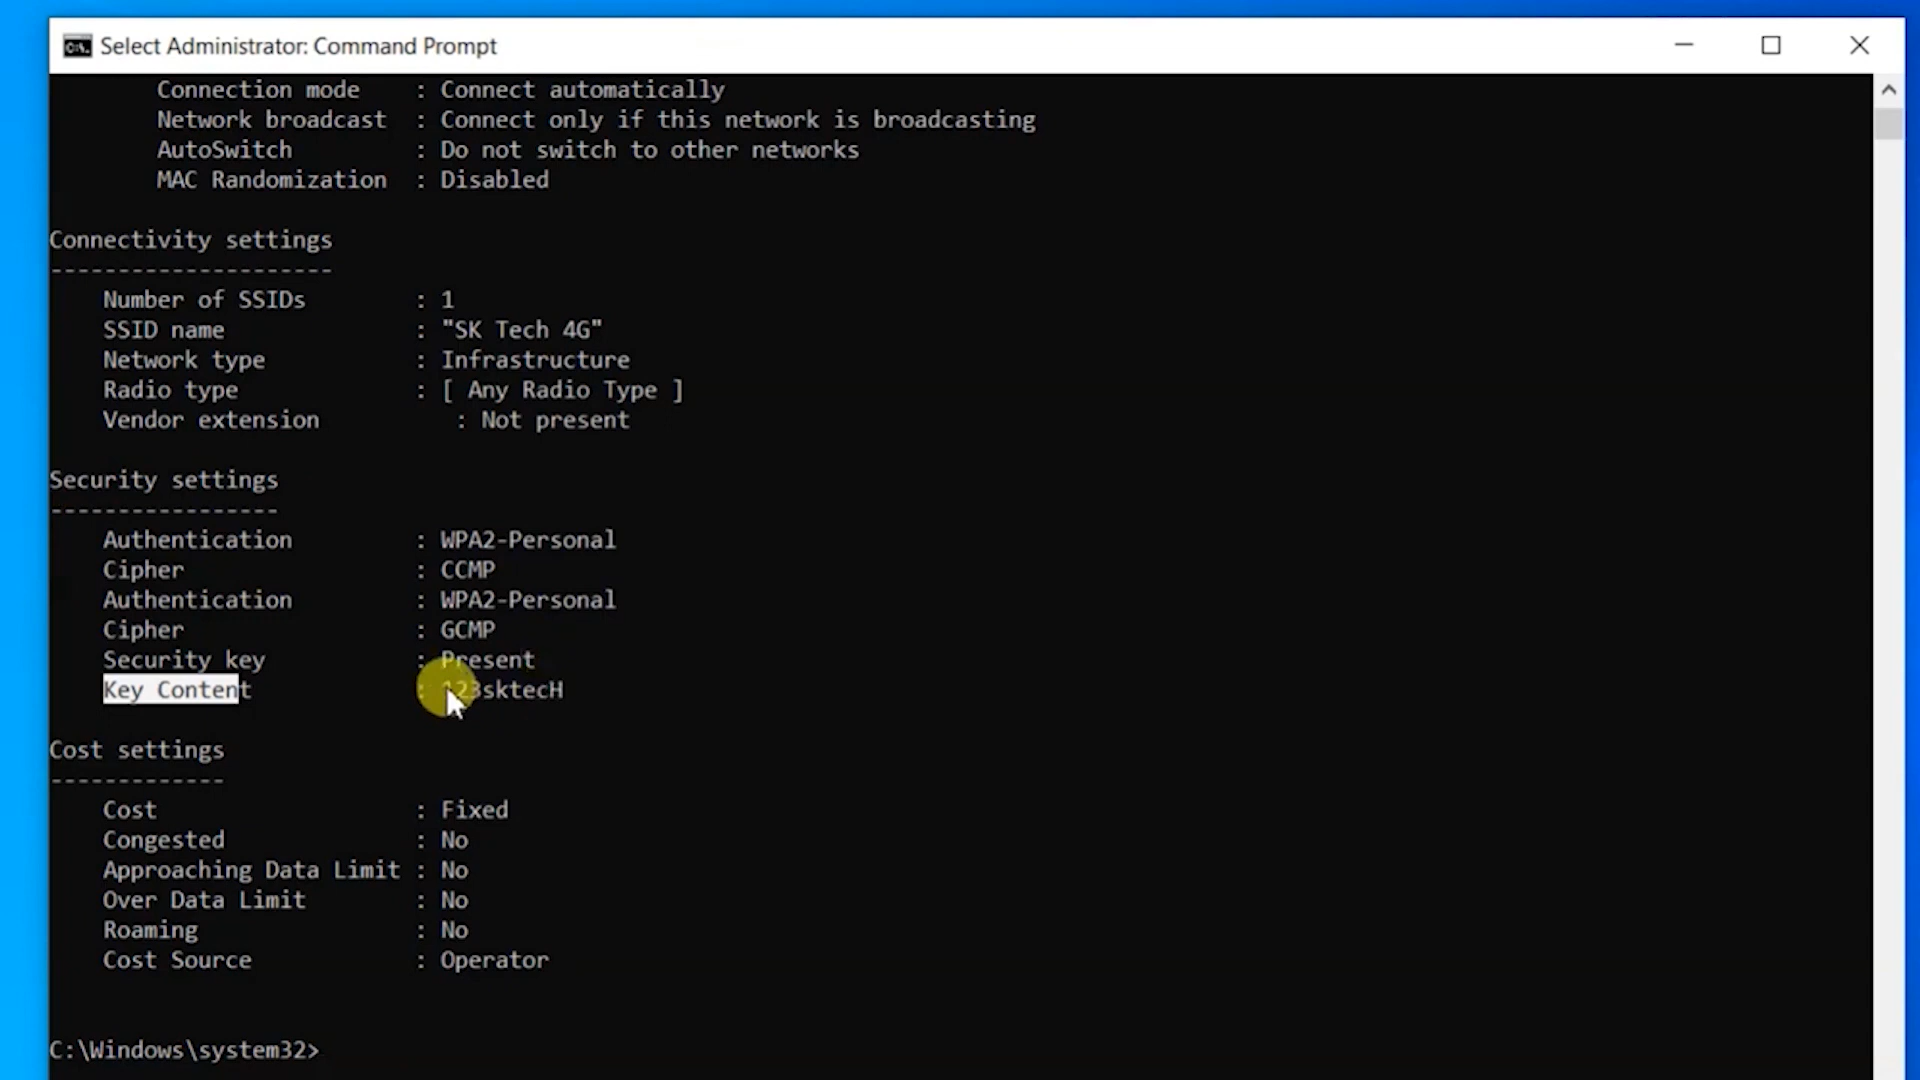 Select Administrator: Command Prompt
Connection mode : Connect automatically
Network broadcast : Connect only if this network is broadcasting
AutoSwitch : Do not switch to other networks
MAC Randomization : Disabled
Connectivity settings
---------------------
Number of SSIDs : 1
SSID name : "SK Tech 4G"
Network type : Infrastructure
Radio type : [ Any Radio Type ]
Vendor extension : Not present
Security settings
-----------------
Authentication : WPA2-Personal
Cipher : CCMP
Authentication : WPA2-Personal
Cipher : GCMP
Security key : Present
Key Content : 123sktecH
Cost settings
-------------
Cost : Fixed
Congested : No
Approaching Data Limit : No
Over Data Limit : No
Roaming : No
Cost Source : Operator
C:\Windows\system32>